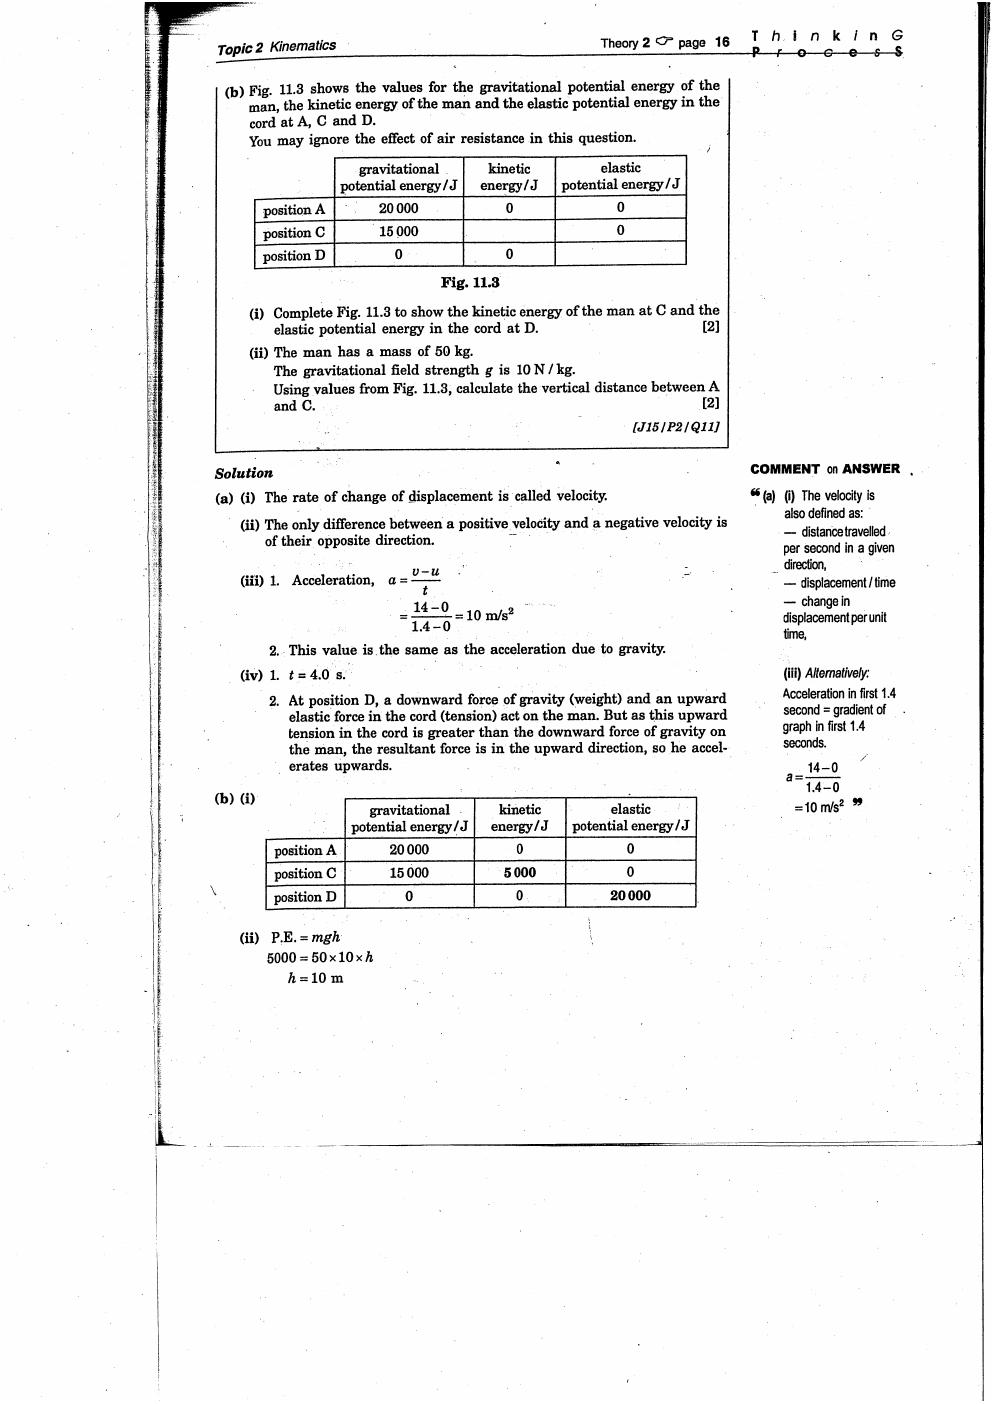 Topic 2 Kinematics
Theory 2 ☞ page 16
T h i n k i n G
P r o c e s S
(b) Fig. 11.3 shows the values for the gravitational potential energy of the
man, the kinetic energy of the man and the elastic potential energy in the
cord at A, C and D.
You may ignore the effect of air resistance in this question.
gravitational potential energy/J | kinetic energy/J | elastic potential energy/J
position A | 20 000 | 0 | 0
position C | 15 000 | | 0
position D | 0 | 0 |
Fig. 11.3
(i) Complete Fig. 11.3 to show the kinetic energy of the man at C and the
elastic potential energy in the cord at D. [2]
(ii) The man has a mass of 50 kg.
The gravitational field strength g is 10 N / kg.
Using values from Fig. 11.3, calculate the vertical distance between A
and C. [2]
[J15/P2/Q11]
Solution
(a) (i) The rate of change of displacement is called velocity.
(ii) The only difference between a positive velocity and a negative velocity is
of their opposite direction.
(iii) 1. Acceleration, a = (v−u)/t
= (14−0)/(1.4−0) = 10 m/s²
2. This value is the same as the acceleration due to gravity.
(iv) 1. t = 4.0 s.
2. At position D, a downward force of gravity (weight) and an upward
elastic force in the cord (tension) act on the man. But as this upward
tension in the cord is greater than the downward force of gravity on
the man, the resultant force is in the upward direction, so he accel-
erates upwards.
(b) (i)
gravitational potential energy/J | kinetic energy/J | elastic potential energy/J
position A | 20 000 | 0 | 0
position C | 15 000 | 5 000 | 0
position D | 0 | 0 | 20 000
(ii) P.E. = mgh
5000 = 50 × 10 × h
h = 10 m
COMMENT on ANSWER
“(a) (i) The velocity is
also defined as:
— distance travelled
per second in a given
direction,
— displacement / time
— change in
displacement per unit
time,
(iii) Alternatively:
Acceleration in first 1.4
second = gradient of
graph in first 1.4
seconds.
a = (14−0)/(1.4−0)
= 10 m/s² ”